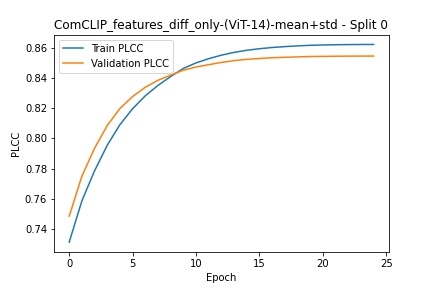 ComCLIP_features_diff_only-(ViT-14)-mean+std - Split 0
Train PLCC
Validation PLCC
0.86
0.84
0.82
0.80
0.78
0.76
0.74
PLCC
0 5 10 15 20 25
Epoch